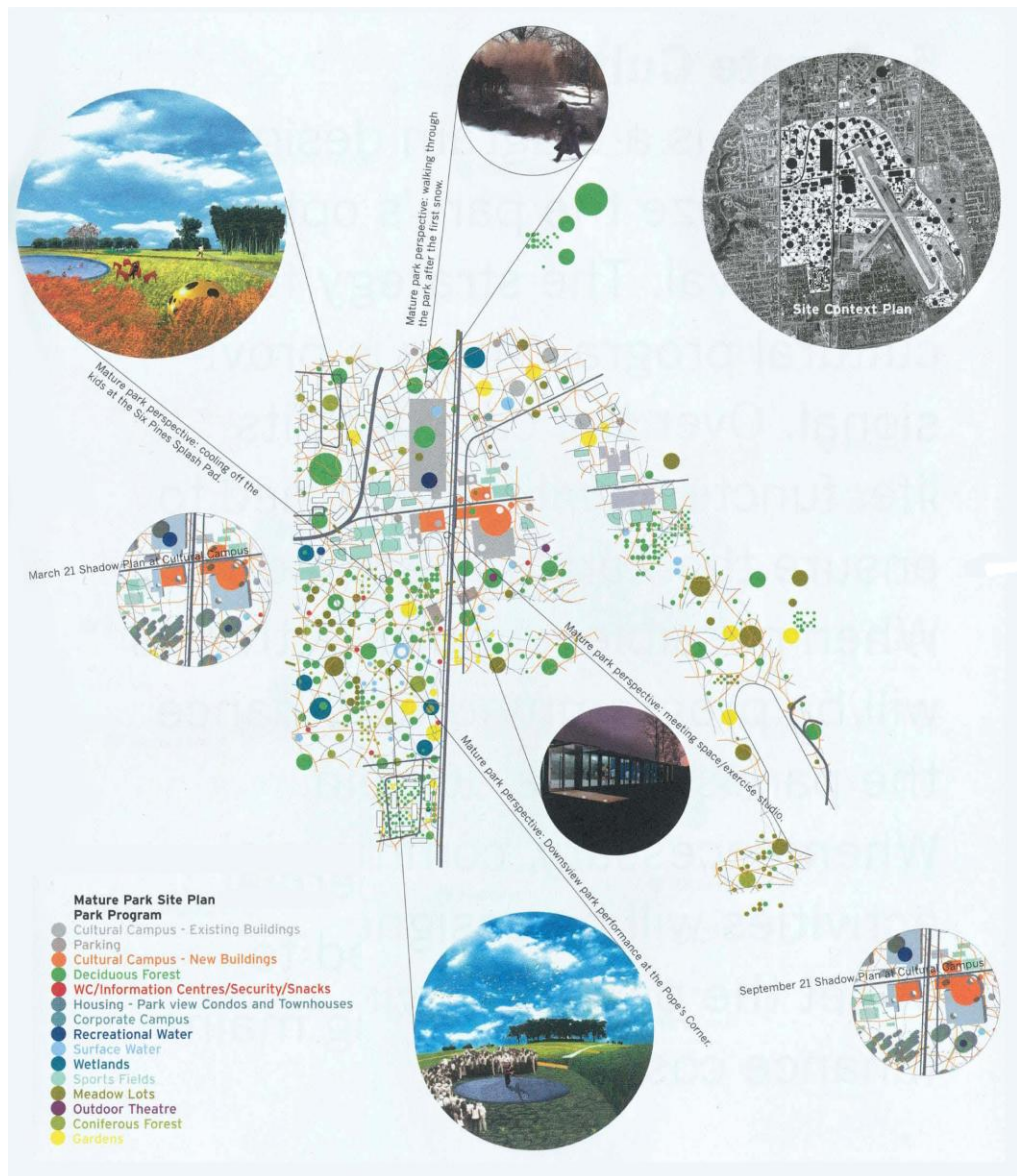 Mature park perspective: walking through
the park after the first snow.
Site Context Plan
Mature park perspective: cooling off the
kids at the Six Pines Splash Pad.
March 21 Shadow Plan at Cultural Campus
Mature park perspective: meeting space/exercise studio.
Mature park perspective: Downsview park performance at the Pope's Corner.
September 21 Shadow Plan at Cultural Campus
Mature Park Site Plan
Park Program
Cultural Campus - Existing Buildings
Parking
Cultural Campus - New Buildings
Deciduous Forest
WC/Information Centres/Security/Snacks
Housing - Park view Condos and Townhouses
Corporate Campus
Recreational Water
Surface Water
Wetlands
Sports Fields
Meadow Lots
Outdoor Theatre
Coniferous Forest
Gardens